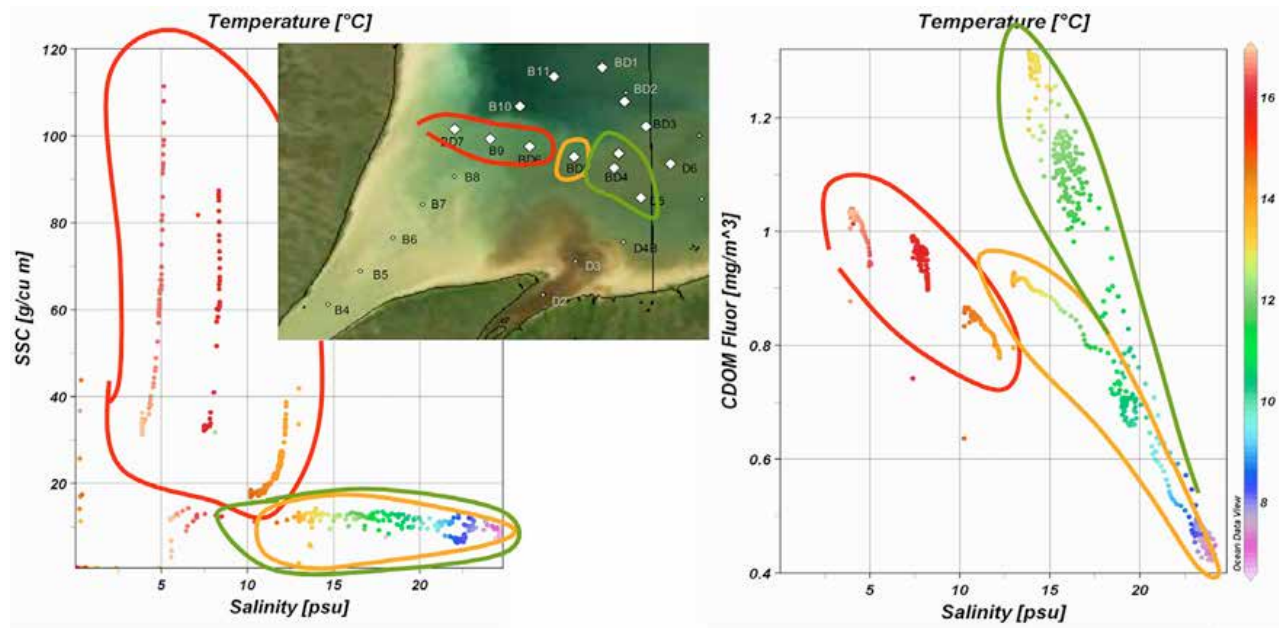 Temperature [°C]
SSC [g/cu m]
120
100
80
60
40
20
5
10
15
20
Salinity [psu]
BD1
B11
BD2
B10
BD3
BD7
B9
BD6
BD
BD4
D6
B8
B7
B6
D4B
B5
D3
B4
D2
Temperature [°C]
CDOM Fluor [mg/m^3]
1.2
1
0.8
0.6
0.4
5
10
15
20
Salinity [psu]
16
14
12
10
8
Ocean Data View